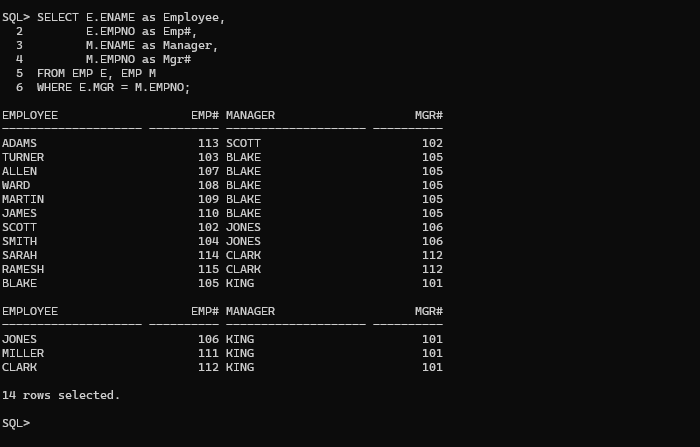 SQL> SELECT E.ENAME as Employee,
  2         E.EMPNO as Emp#,
  3         M.ENAME as Manager,
  4         M.EMPNO as Mgr#
  5  FROM EMP E, EMP M
  6  WHERE E.MGR = M.EMPNO;
EMPLOYEE                   EMP# MANAGER                    MGR#
-------------------- ---------- -------------------- ----------
ADAMS                       113 SCOTT                       102
TURNER                      103 BLAKE                       105
ALLEN                       107 BLAKE                       105
WARD                        108 BLAKE                       105
MARTIN                      109 BLAKE                       105
JAMES                       110 BLAKE                       105
SCOTT                       102 JONES                       106
SMITH                       104 JONES                       106
SARAH                       114 CLARK                       112
RAMESH                      115 CLARK                       112
BLAKE                       105 KING                        101
EMPLOYEE                   EMP# MANAGER                    MGR#
-------------------- ---------- -------------------- ----------
JONES                       106 KING                        101
MILLER                      111 KING                        101
CLARK                       112 KING                        101
14 rows selected.
SQL>